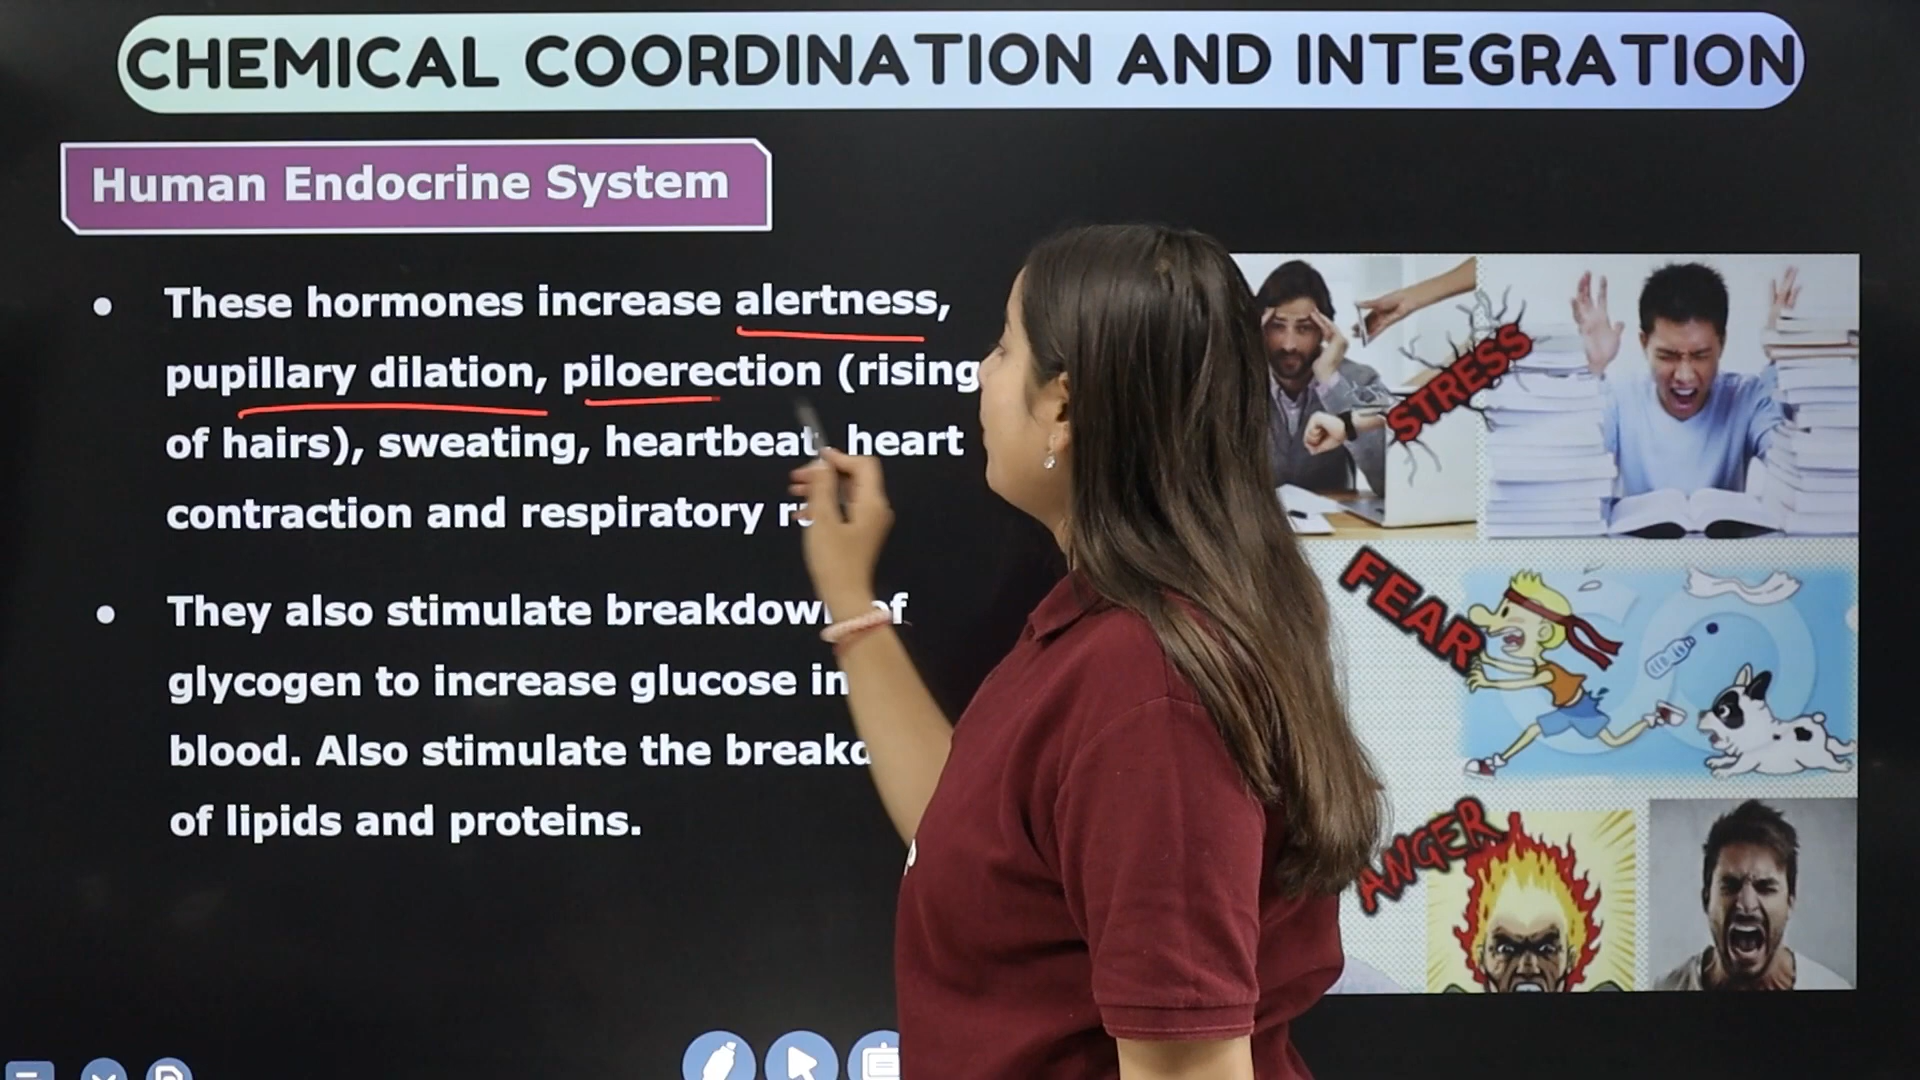 CHEMICAL COORDINATION AND INTEGRATION
Human Endocrine System
These hormones increase alertness,
pupillary dilation, piloerection (rising
of hairs), sweating, heartbeat, heart
contraction and respiratory
They also stimulate breakdown of
glycogen to increase glucose in
blood. Also stimulate the
of lipids and proteins.
STRESS
FEAR
ANGER